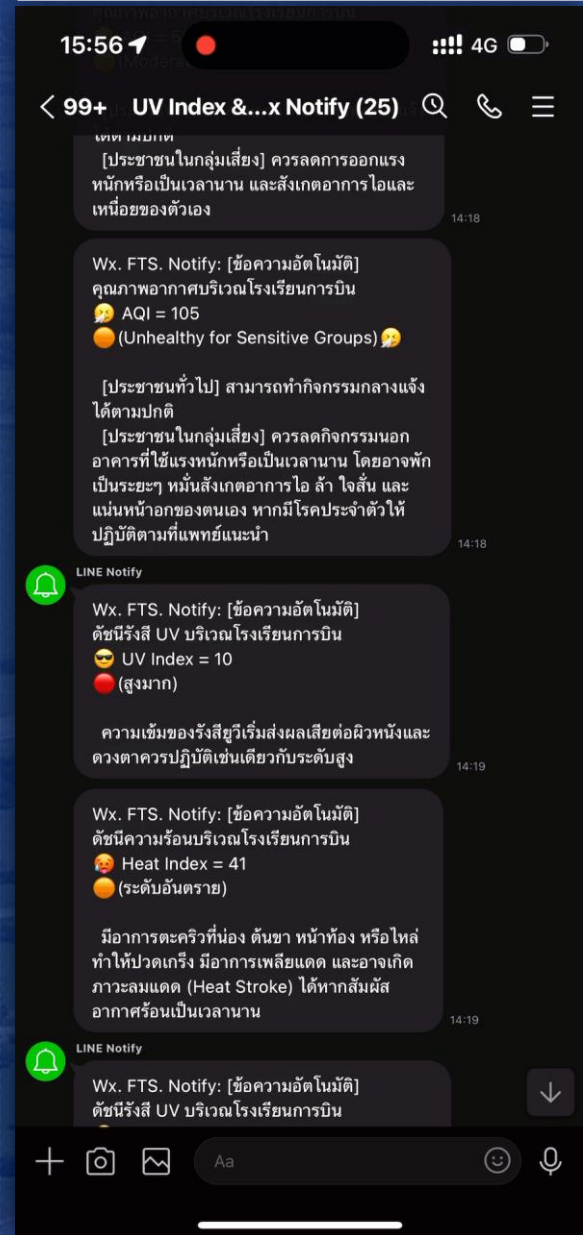 15:56
4G
99+ UV Index &...x Notify (25)
ได้ตามปกติ
[ประชาชนในกลุ่มเสี่ยง] ควรลดการออกแรง
หนักหรือเป็นเวลานาน และสังเกตอาการไอและ
เหนื่อยของตัวเอง
14:18
Wx. FTS. Notify: [ข้อความอัตโนมัติ]
คุณภาพอากาศบริเวณโรงเรียนการบิน
🤧 AQI = 105
🟠(Unhealthy for Sensitive Groups)🤧
[ประชาชนทั่วไป] สามารถทำกิจกรรมกลางแจ้ง
ได้ตามปกติ
[ประชาชนในกลุ่มเสี่ยง] ควรลดกิจกรรมนอก
อาคารที่ใช้แรงหนักหรือเป็นเวลานาน โดยอาจพัก
เป็นระยะๆ หมั่นสังเกตอาการไอ ล้า ใจสั่น และ
แน่นหน้าอกของตนเอง หากมีโรคประจำตัวให้
ปฏิบัติตามที่แพทย์แนะนำ
14:18
LINE Notify
Wx. FTS. Notify: [ข้อความอัตโนมัติ]
ดัชนีรังสี UV บริเวณโรงเรียนการบิน
😎 UV Index = 10
🔴(สูงมาก)
ความเข้มของรังสียูวีเริ่มส่งผลเสียต่อผิวหนังและ
ดวงตาควรปฏิบัติเช่นเดียวกับระดับสูง
14:19
Wx. FTS. Notify: [ข้อความอัตโนมัติ]
ดัชนีความร้อนบริเวณโรงเรียนการบิน
🥵 Heat Index = 41
🟠(ระดับอันตราย)
มีอาการตะคริวที่น่อง ต้นขา หน้าท้อง หรือไหล่
ทำให้ปวดเกร็ง มีอาการเพลียแดด และอาจเกิด
ภาวะลมแดด (Heat Stroke) ได้หากสัมผัส
อากาศร้อนเป็นเวลานาน
14:19
LINE Notify
Wx. FTS. Notify: [ข้อความอัตโนมัติ]
ดัชนีรังสี UV บริเวณโรงเรียนการบิน
Aa